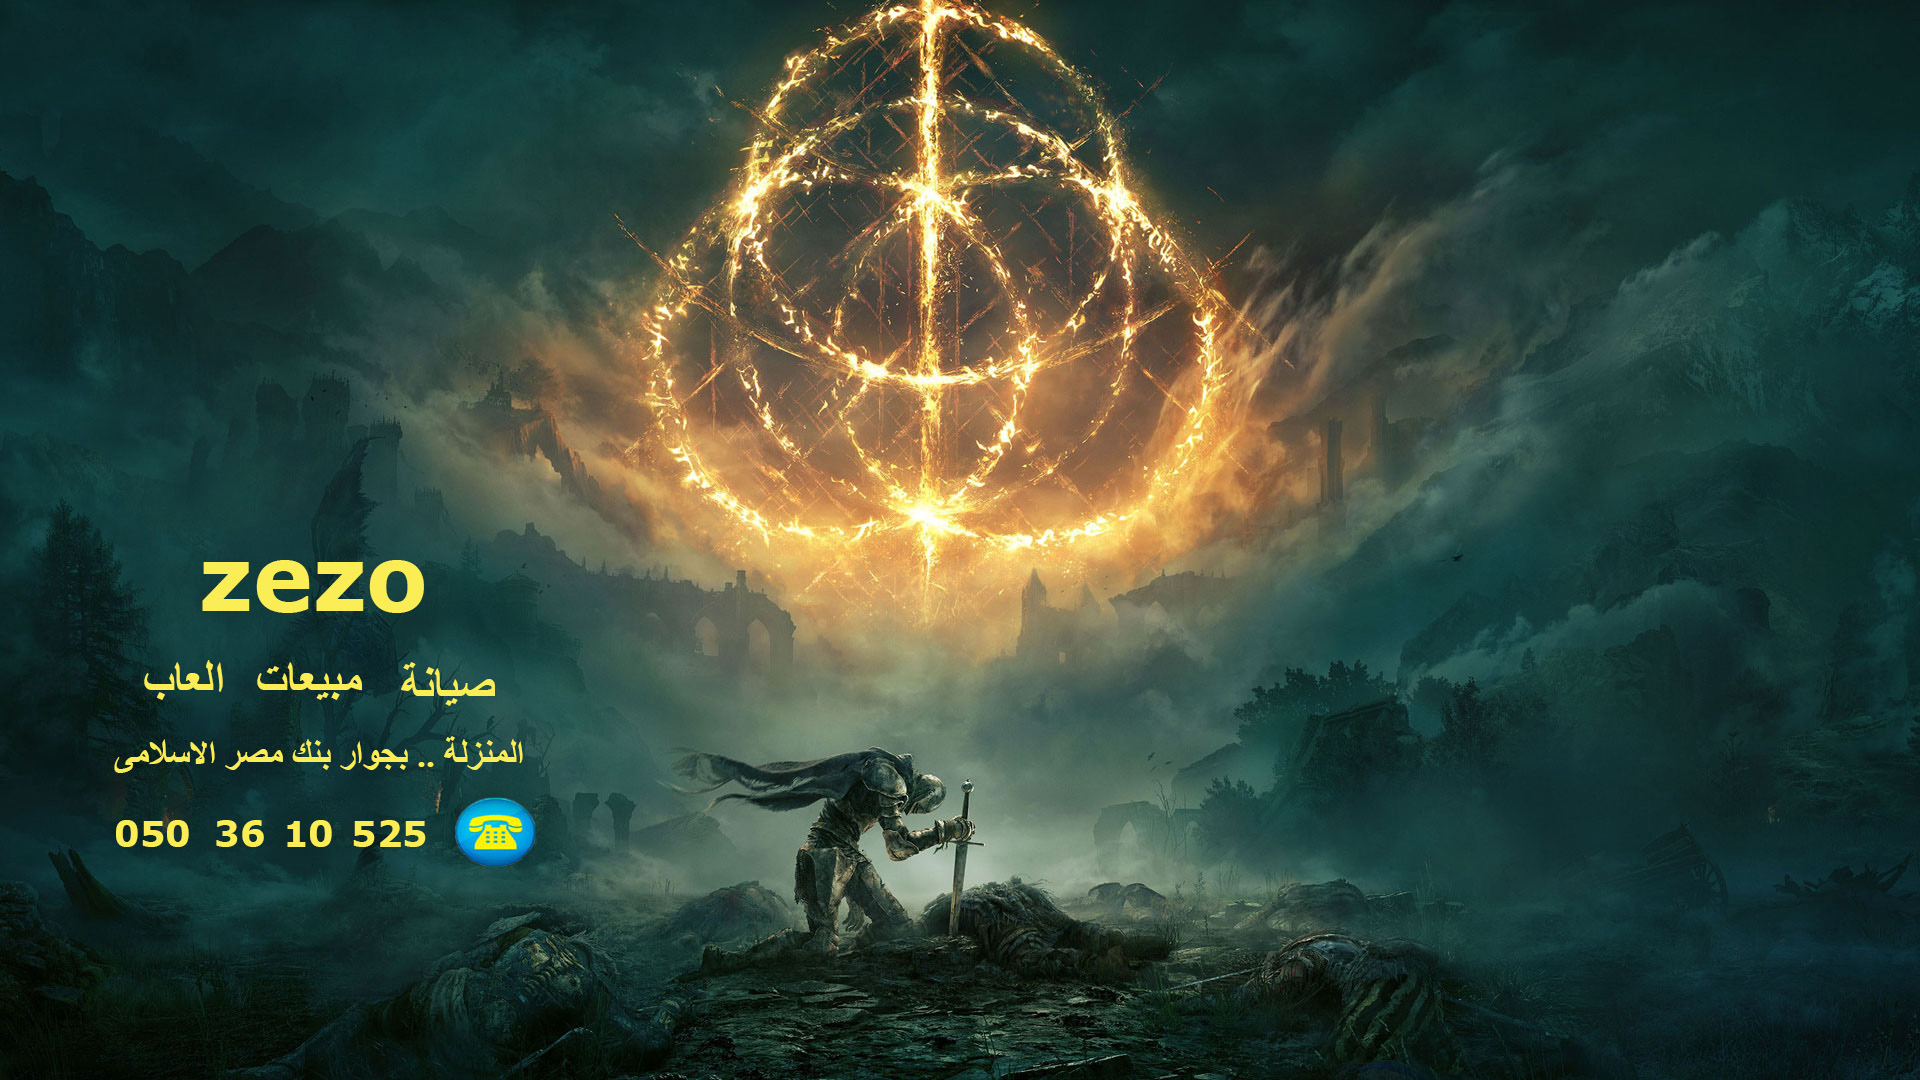 zezo
صيانة مبيعات العاب
المنزلة .. بجوار بنك مصر الاسلامى
050 36 10 525